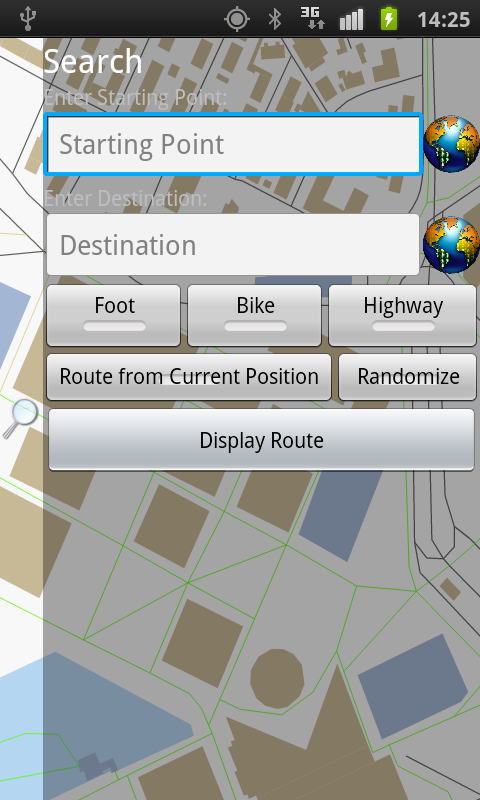 3G 14:25
Search
Enter Starting Point:
Starting Point
Enter Destination:
Destination
Foot Bike Highway
Route from Current Position Randomize
Display Route